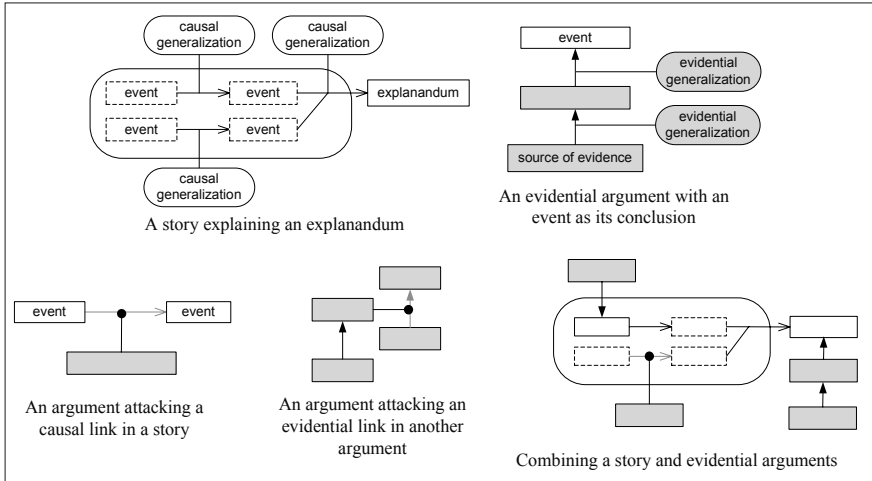 causal
generalization
causal
generalization
event
event
explanandum
event
event
causal
generalization
A story explaining an explanandum
event
evidential
generalization
evidential
generalization
source of evidence
An evidential argument with an
event as its conclusion
event
event
An argument attacking a
causal link in a story
An argument attacking an
evidential link in another
argument
Combining a story and evidential arguments